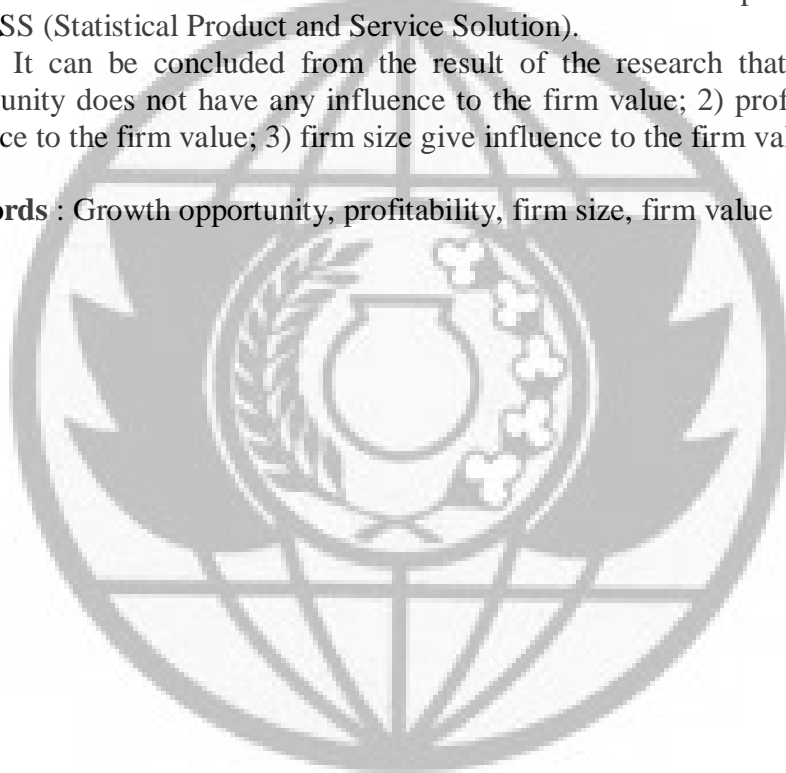 SS (Statistical Product and Service Solution).
It can be concluded from the result of the research that
unity does not have any influence to the firm value; 2) prof
ce to the firm value; 3) firm size give influence to the firm val
ords : Growth opportunity, profitability, firm size, firm value